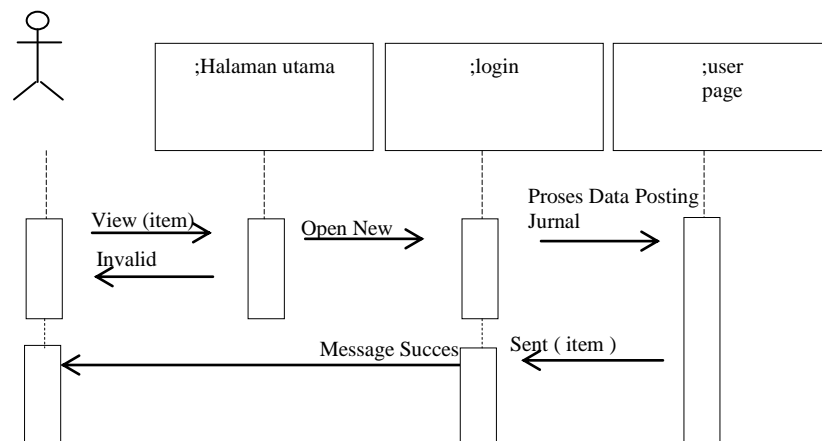 ;Halaman utama
;login
;user
page
Proses Data Posting
Jurnal
View (item)
Open New
Invalid
Message Succes
Sent ( item )